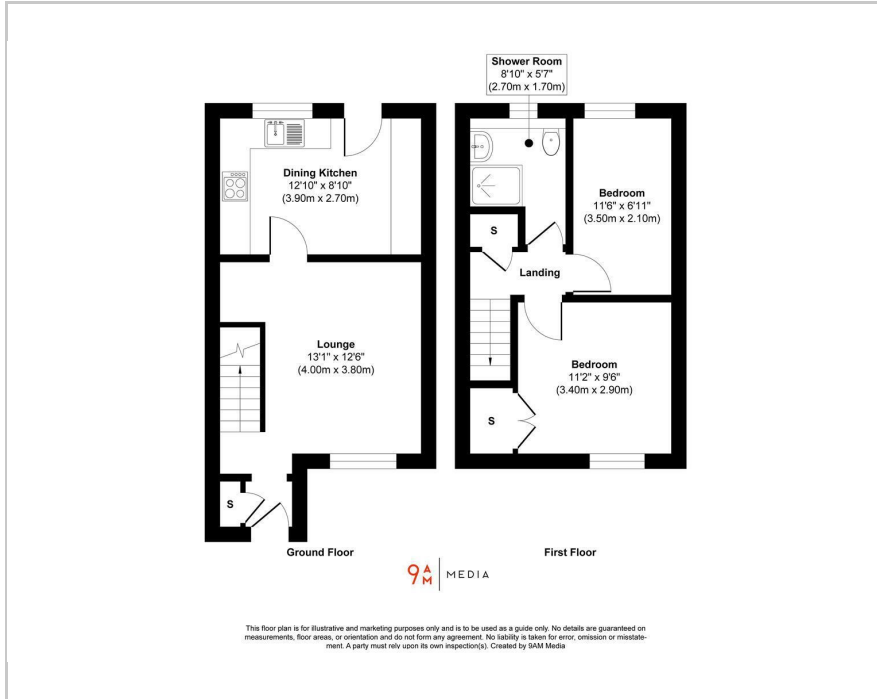 Shower Room
8'10" x 5'7"
(2.70m x 1.70m)
Dining Kitchen
12'10" x 8'10"
(3.90m x 2.70m)
Bedroom
11'6" x 6'11"
(3.50m x 2.10m)
S
Landing
Lounge
13'1" x 12'6"
(4.00m x 3.80m)
Bedroom
11'2" x 9'6"
(3.40m x 2.90m)
S
S
Ground Floor
First Floor
9AM MEDIA
This floor plan is for illustrative and marketing purposes only and is to be used as a guide only. No details are guaranteed on
measurements, floor areas, or orientation and do not form any agreement. No liability is taken for error, omission or misstate-
ment. A party must rely upon its own inspection(s). Created by 9AM Media